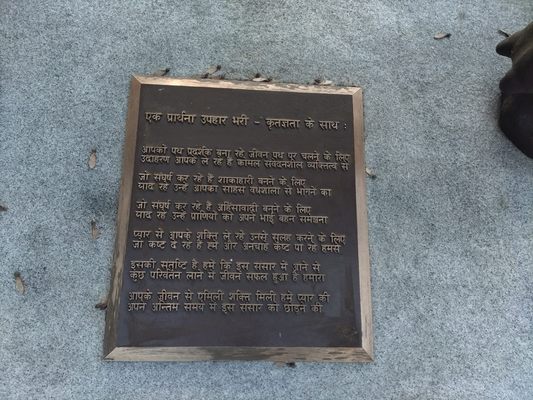 एक प्रार्थना उपहार भरी - कृतज्ञता के साथ :
आपको पथ प्रदर्शक बना रहे जीवन पथ पर चलने के लिए
उदाहरण आपके ले रहे हैं कोमल संवेदनशील व्यक्तित्व से
जो संघर्ष कर रहे हैं शाकाहारी बनने के लिए
याद रहे उन्हें आपका साहस वधशाला से भागने का
जो संघर्ष कर रहे हैं अहिंसावादी बनने के लिए
याद रहे उन्हें प्राणियों को अपने भाई बहन समझना
प्यार से आपके शक्ति ले रहे उनसे सुलह करने के लिए
जो कष्ट दे रहे हैं हमें और अनचाहे कष्ट पा रहे हमसे
इसकी संतुष्टि है हमें कि इस संसार में आने से
कुछ परिवर्तन लाने में जीवन सफल हुआ है हमारा
आपके जीवन से एमिली शक्ति मिली हमें प्यार की
अपने अन्तिम समय में इस संसार को छोड़ने की